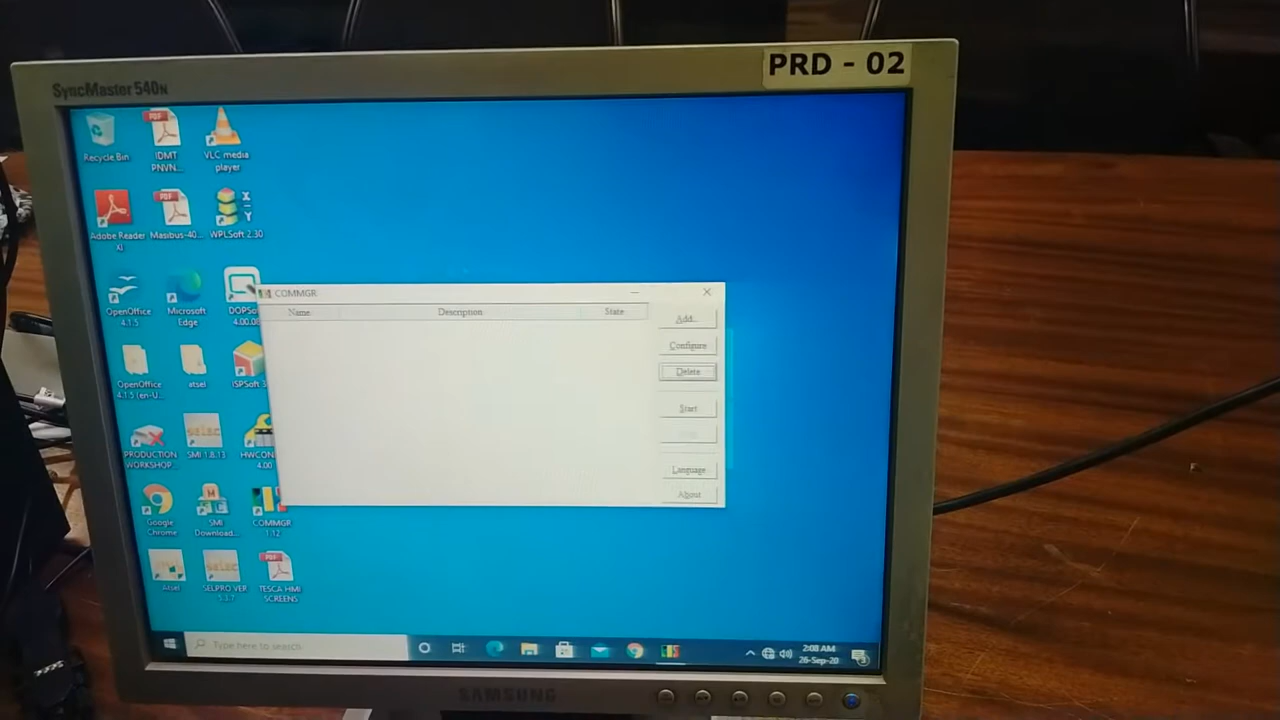 SyncMaster 540N
PRD - 02
Recycle Bin
IDMT
PNVN...
VLC media
player
Adobe Reader
XI
Masibus-40...
WPLSoft 2.30
OpenOffice
4.1.5
Microsoft
Edge
DOPSo
4.00.08
OpenOffice
4.1.5 (en-U...
atsel
ISPSoft 3
PRODUCTION
WORKSHOP...
selec
SMI 1.8.13
HWCON
4.00
Google
Chrome
SMI
Download...
COMMGR
1.12
Atsel
selec
SELPRO VER
PDF
TESCA HMI
SCREENS
COMMGR
Name
Description
State
Add..
Configure
Delete
Start
Language
About
Type here to search
2:08 AM
26-Sep-20
SAMSUNG